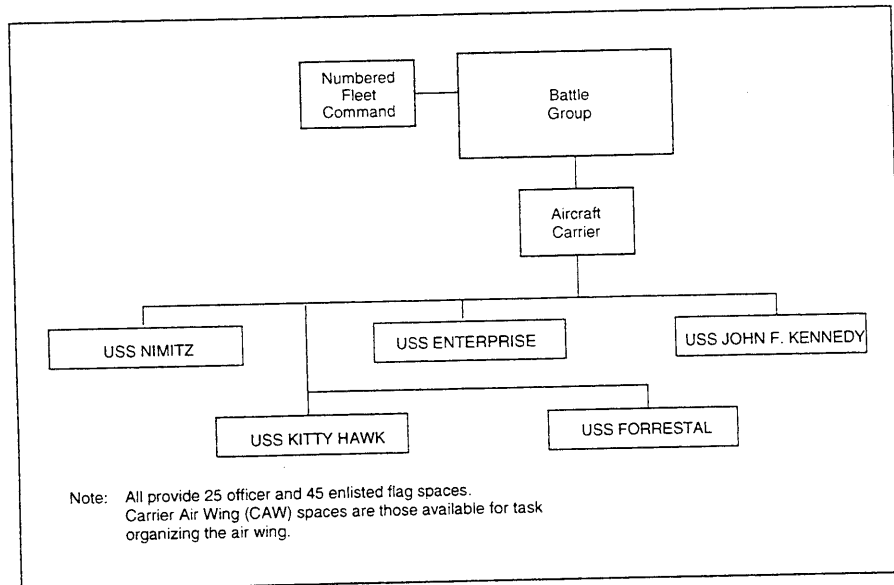 Numbered
Fleet
Command
Battle
Group
Aircraft
Carrier
USS NIMITZ
USS ENTERPRISE
USS JOHN F. KENNEDY
USS KITTY HAWK
USS FORRESTAL
Note: All provide 25 officer and 45 enlisted flag spaces.
Carrier Air Wing (CAW) spaces are those available for task
organizing the air wing.